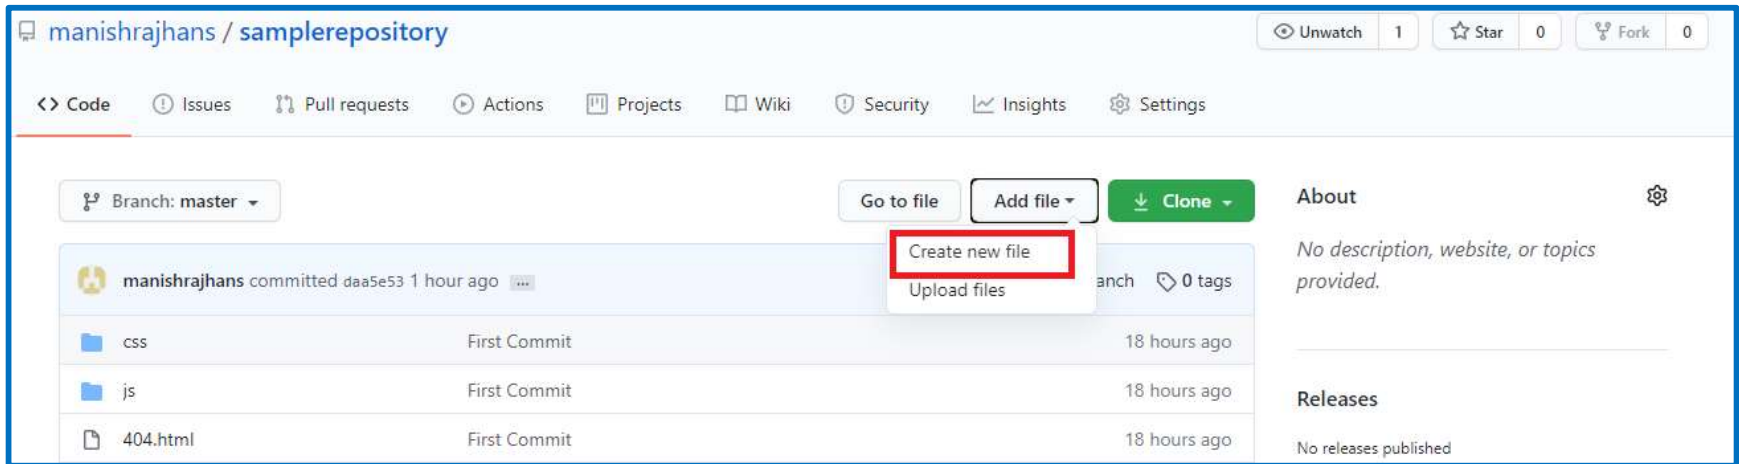 manishrajhans / samplerepository
Unwatch 1 Star 0 Fork 0
<> Code Issues Pull requests Actions Projects Wiki Security Insights Settings
Branch: master Go to file Add file Clone
Create new file
Upload files
manishrajhans committed daa5e53 1 hour ago ... anch 0 tags
css First Commit 18 hours ago
js First Commit 18 hours ago
404.html First Commit 18 hours ago
About
No description, website, or topics
provided.
Releases
No releases published